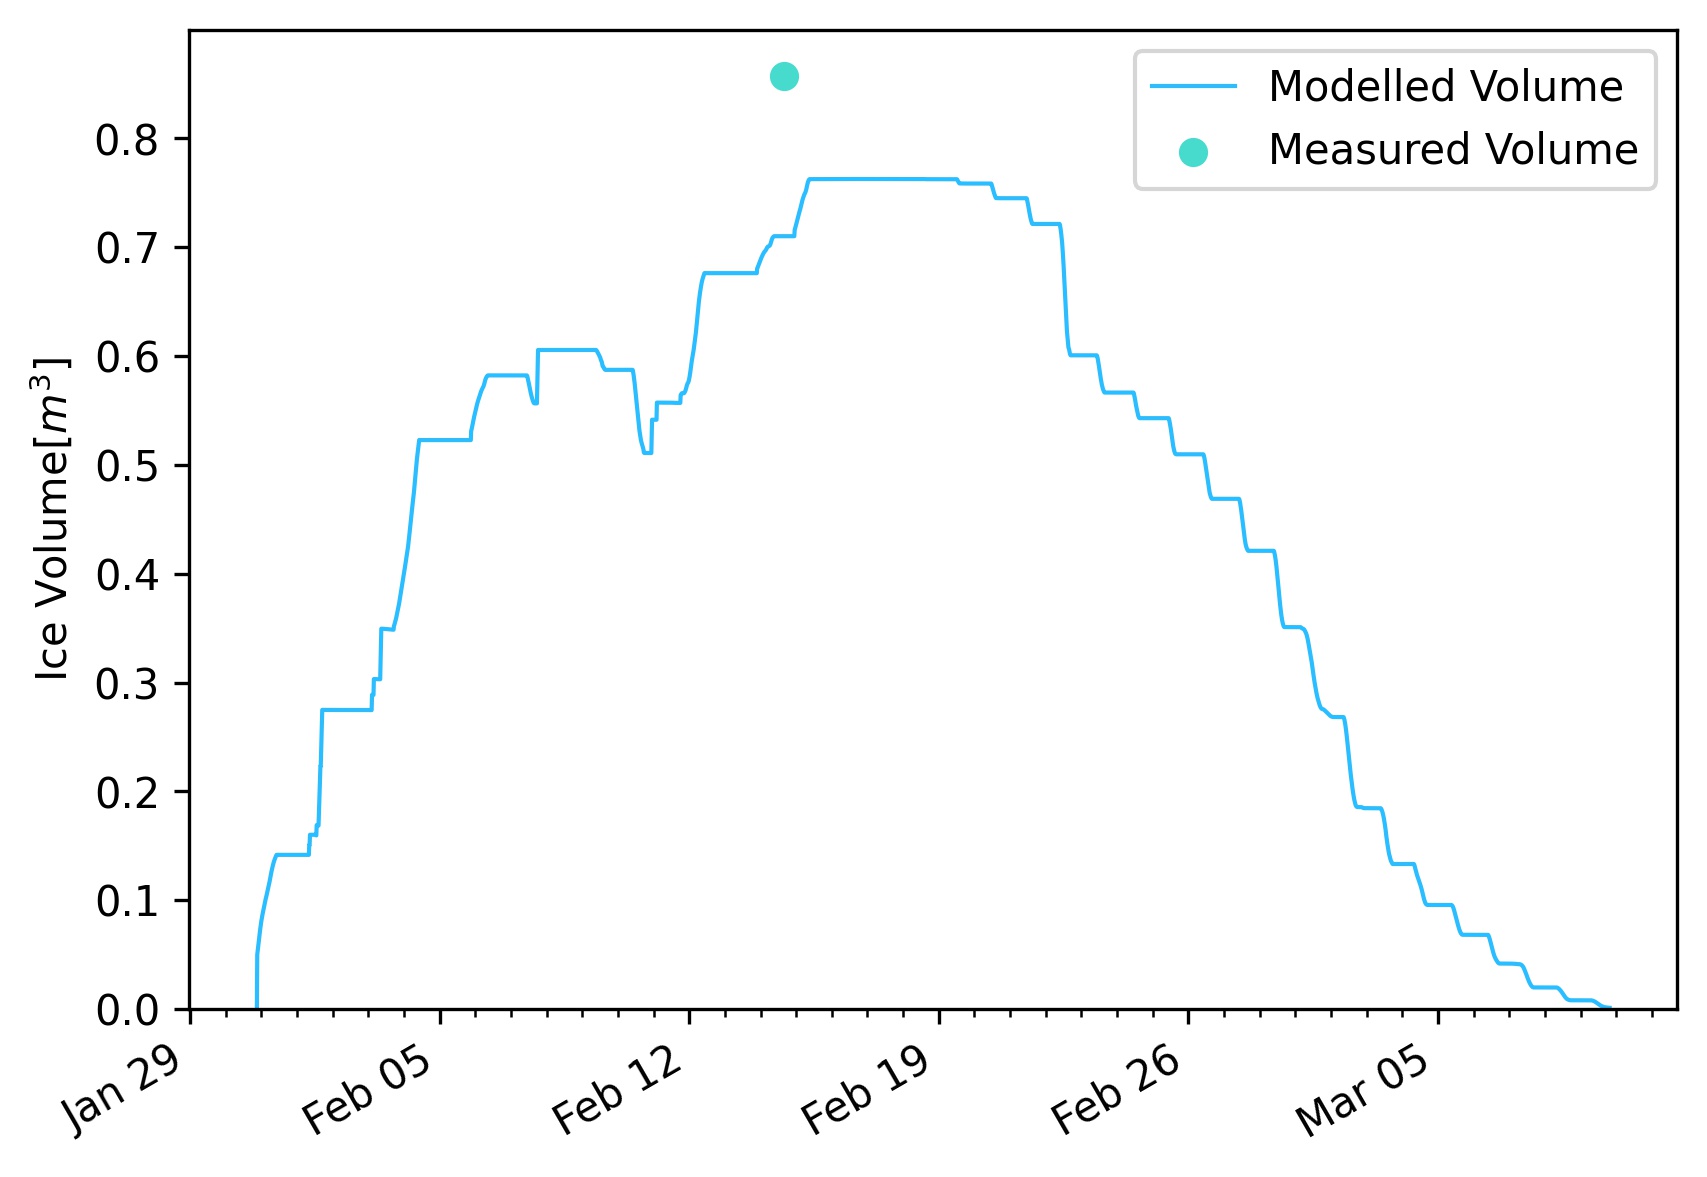 Modelled Volume
Measured Volume
Ice Volume[m³]
0.8
0.7
0.6
0.5
0.4
0.3
0.2
0.1
0.0
Jan 29
Feb 05
Feb 12
Feb 19
Feb 26
Mar 05